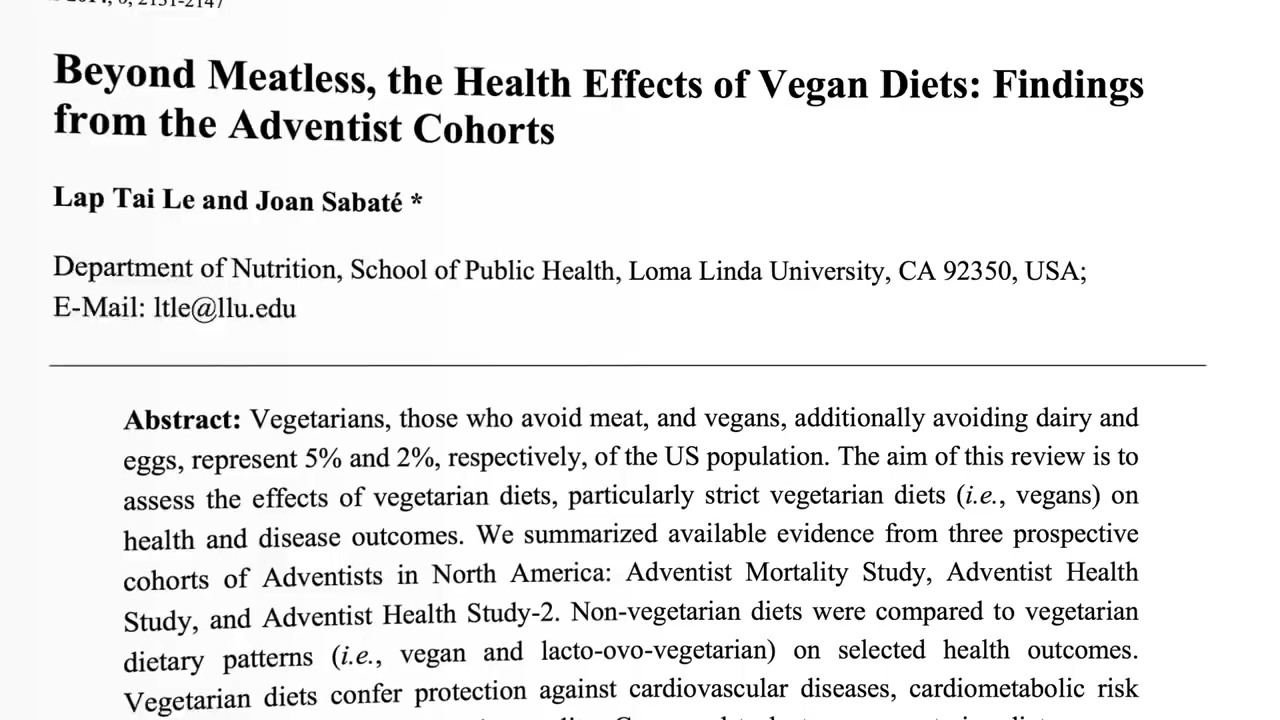 2014, 6, 2131-2147
Beyond Meatless, the Health Effects of Vegan Diets: Findings
from the Adventist Cohorts
Lap Tai Le and Joan Sabaté *
Department of Nutrition, School of Public Health, Loma Linda University, CA 92350, USA;
E-Mail: ltle@llu.edu
Abstract: Vegetarians, those who avoid meat, and vegans, additionally avoiding dairy and
eggs, represent 5% and 2%, respectively, of the US population. The aim of this review is to
assess the effects of vegetarian diets, particularly strict vegetarian diets (i.e., vegans) on
health and disease outcomes. We summarized available evidence from three prospective
cohorts of Adventists in North America: Adventist Mortality Study, Adventist Health
Study, and Adventist Health Study-2. Non-vegetarian diets were compared to vegetarian
dietary patterns (i.e., vegan and lacto-ovo-vegetarian) on selected health outcomes.
Vegetarian diets confer protection against cardiovascular diseases, cardiometabolic risk